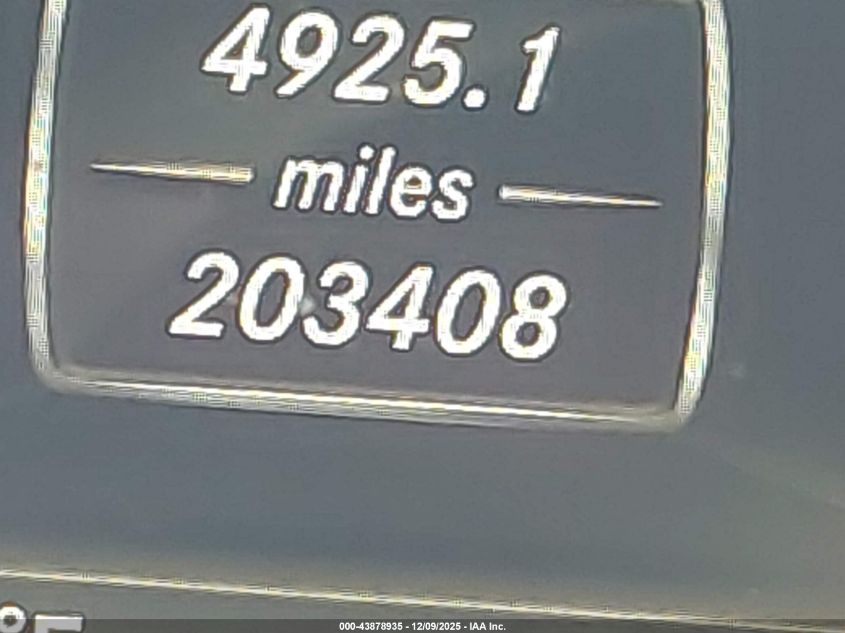 4925.1
miles
203408
°F
000-43878935 - 12/09/2025 - IAA Inc.